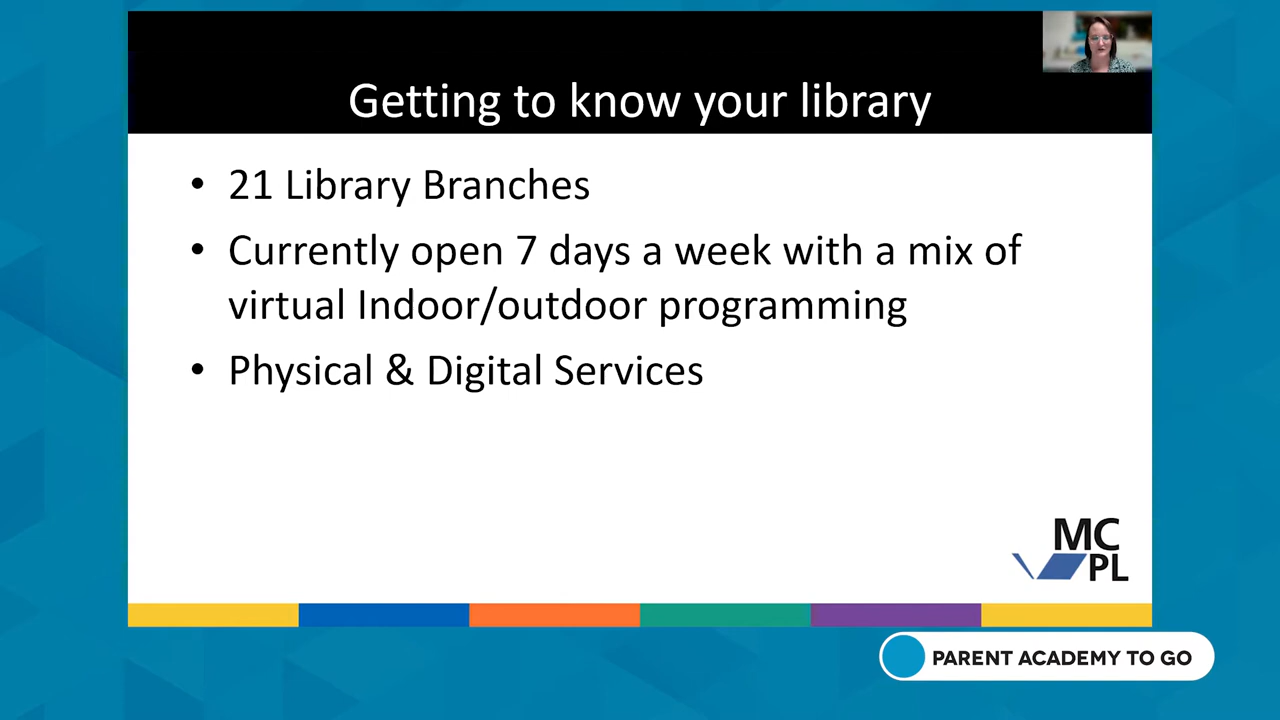 Getting to know your library
• 21 Library Branches
• Currently open 7 days a week with a mix of
virtual Indoor/outdoor programming
• Physical & Digital Services
MC
PL
PARENT ACADEMY TO GO